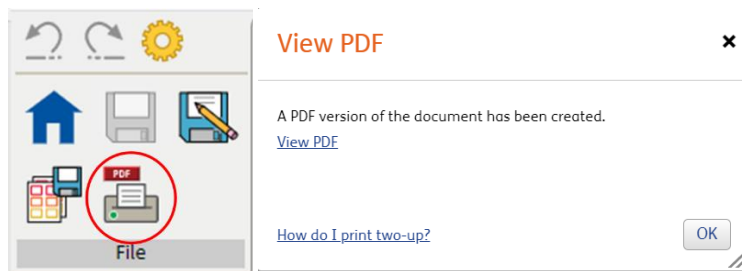 PDF
File
View PDF
×
A PDF version of the document has been created.
View PDF
How do I print two-up?
OK